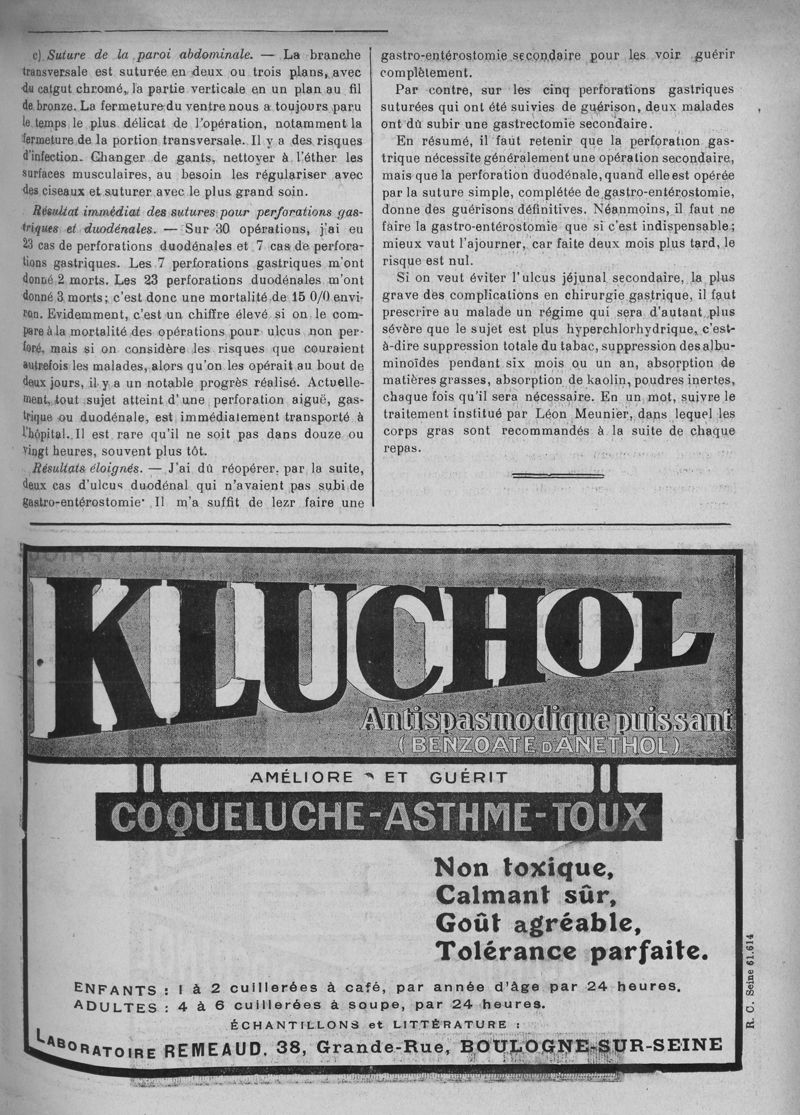 c) Suture de la paroi abdominale. — La branche
transversale est suturée en deux ou trois plans, avec
du catgut chromé, la partie verticale en un plan au fil
de bronze. La fermeture du ventre nous a toujours paru
le temps le plus délicat de l'opération, notamment la
fermeture de la portion transversale. Il y a des risques
d'infection. Changer de gants, nettoyer à l'éther les
surfaces musculaires, au besoin les régulariser avec
des ciseaux et suturer avec le plus grand soin.
Résultat immédiat des sutures pour perforations gas-
triques et duodénales. — Sur 30 opérations, j'ai eu
23 cas de perforations duodénales et 7 cas de perfora-
tions gastriques. Les 7 perforations gastriques m'ont
donné 2 morts. Les 23 perforations duodénales m'ont
donné 3 morts; c'est donc une mortalité de 15 0/0 envi-
ron. Evidemment, c'est un chiffre élevé si on le com-
pare à la mortalité des opérations pour ulcus non per-
foré, mais si on considère les risques que couraient
autrefois les malades, alors qu'on les opérait au bout de
deux jours, il y a un notable progrès réalisé. Actuelle-
ment, tout sujet atteint d'une perforation aiguë, gas-
trique ou duodénale, est immédiatement transporté à
l'hôpital. Il est rare qu'il ne soit pas dans douze ou
vingt heures, souvent plus tôt.
Résultats éloignés. — J'ai dû réopérer, par la suite,
deux cas d'ulcus duodénal qui n'avaient pas subi de
gastro-entérostomie. Il m'a suffit de lezr faire une
gastro-entérostomie secondaire pour les voir guérir
complètement.
Par contre, sur les cinq perforations gastriques
suturées qui ont été suivies de guérison, deux malades
ont dû subir une gastrectomie secondaire.
En résumé, il faut retenir que la perforation gas-
trique nécessite généralement une opération secondaire,
mais que la perforation duodénale, quand elle est opérée
par la suture simple, complétée de gastro-entérostomie,
donne des guérisons définitives. Néanmoins, il faut ne
faire la gastro-entérostomie que si c'est indispensable;
mieux vaut l'ajourner, car faite deux mois plus tard, le
risque est nul.
Si on veut éviter l'ulcus jéjunal secondaire, la plus
grave des complications en chirurgie gastrique, il faut
prescrire au malade un régime qui sera d'autant plus
sévère que le sujet est plus hyperchlorhydrique, c'est-
à-dire suppression totale du tabac, suppression des albu-
minoïdes pendant six mois ou un an, absorption de
matières grasses, absorption de kaolin, poudres inertes,
chaque fois qu'il sera nécessaire. En un mot, suivre le
traitement institué par Léon Meunier, dans lequel les
corps gras sont recommandés à la suite de chaque
repas.
KLUCHOL
Antispasmodique puissant
(BENZOATE D'ANETHOL)
AMÉLIORE ET GUÉRIT
COQUELUCHE-ASTHME-TOUX
Non toxique,
Calmant sûr,
Goût agréable,
Tolérance parfaite.
ENFANTS : 1 à 2 cuillerées à café, par année d'âge par 24 heures.
ADULTES : 4 à 6 cuillerées à soupe, par 24 heures.
ÉCHANTILLONS et LITTÉRATURE :
LABORATOIRE REMEAUD, 38, Grande-Rue, BOULOGNE-SUR-SEINE
R. C. Seine 61.614